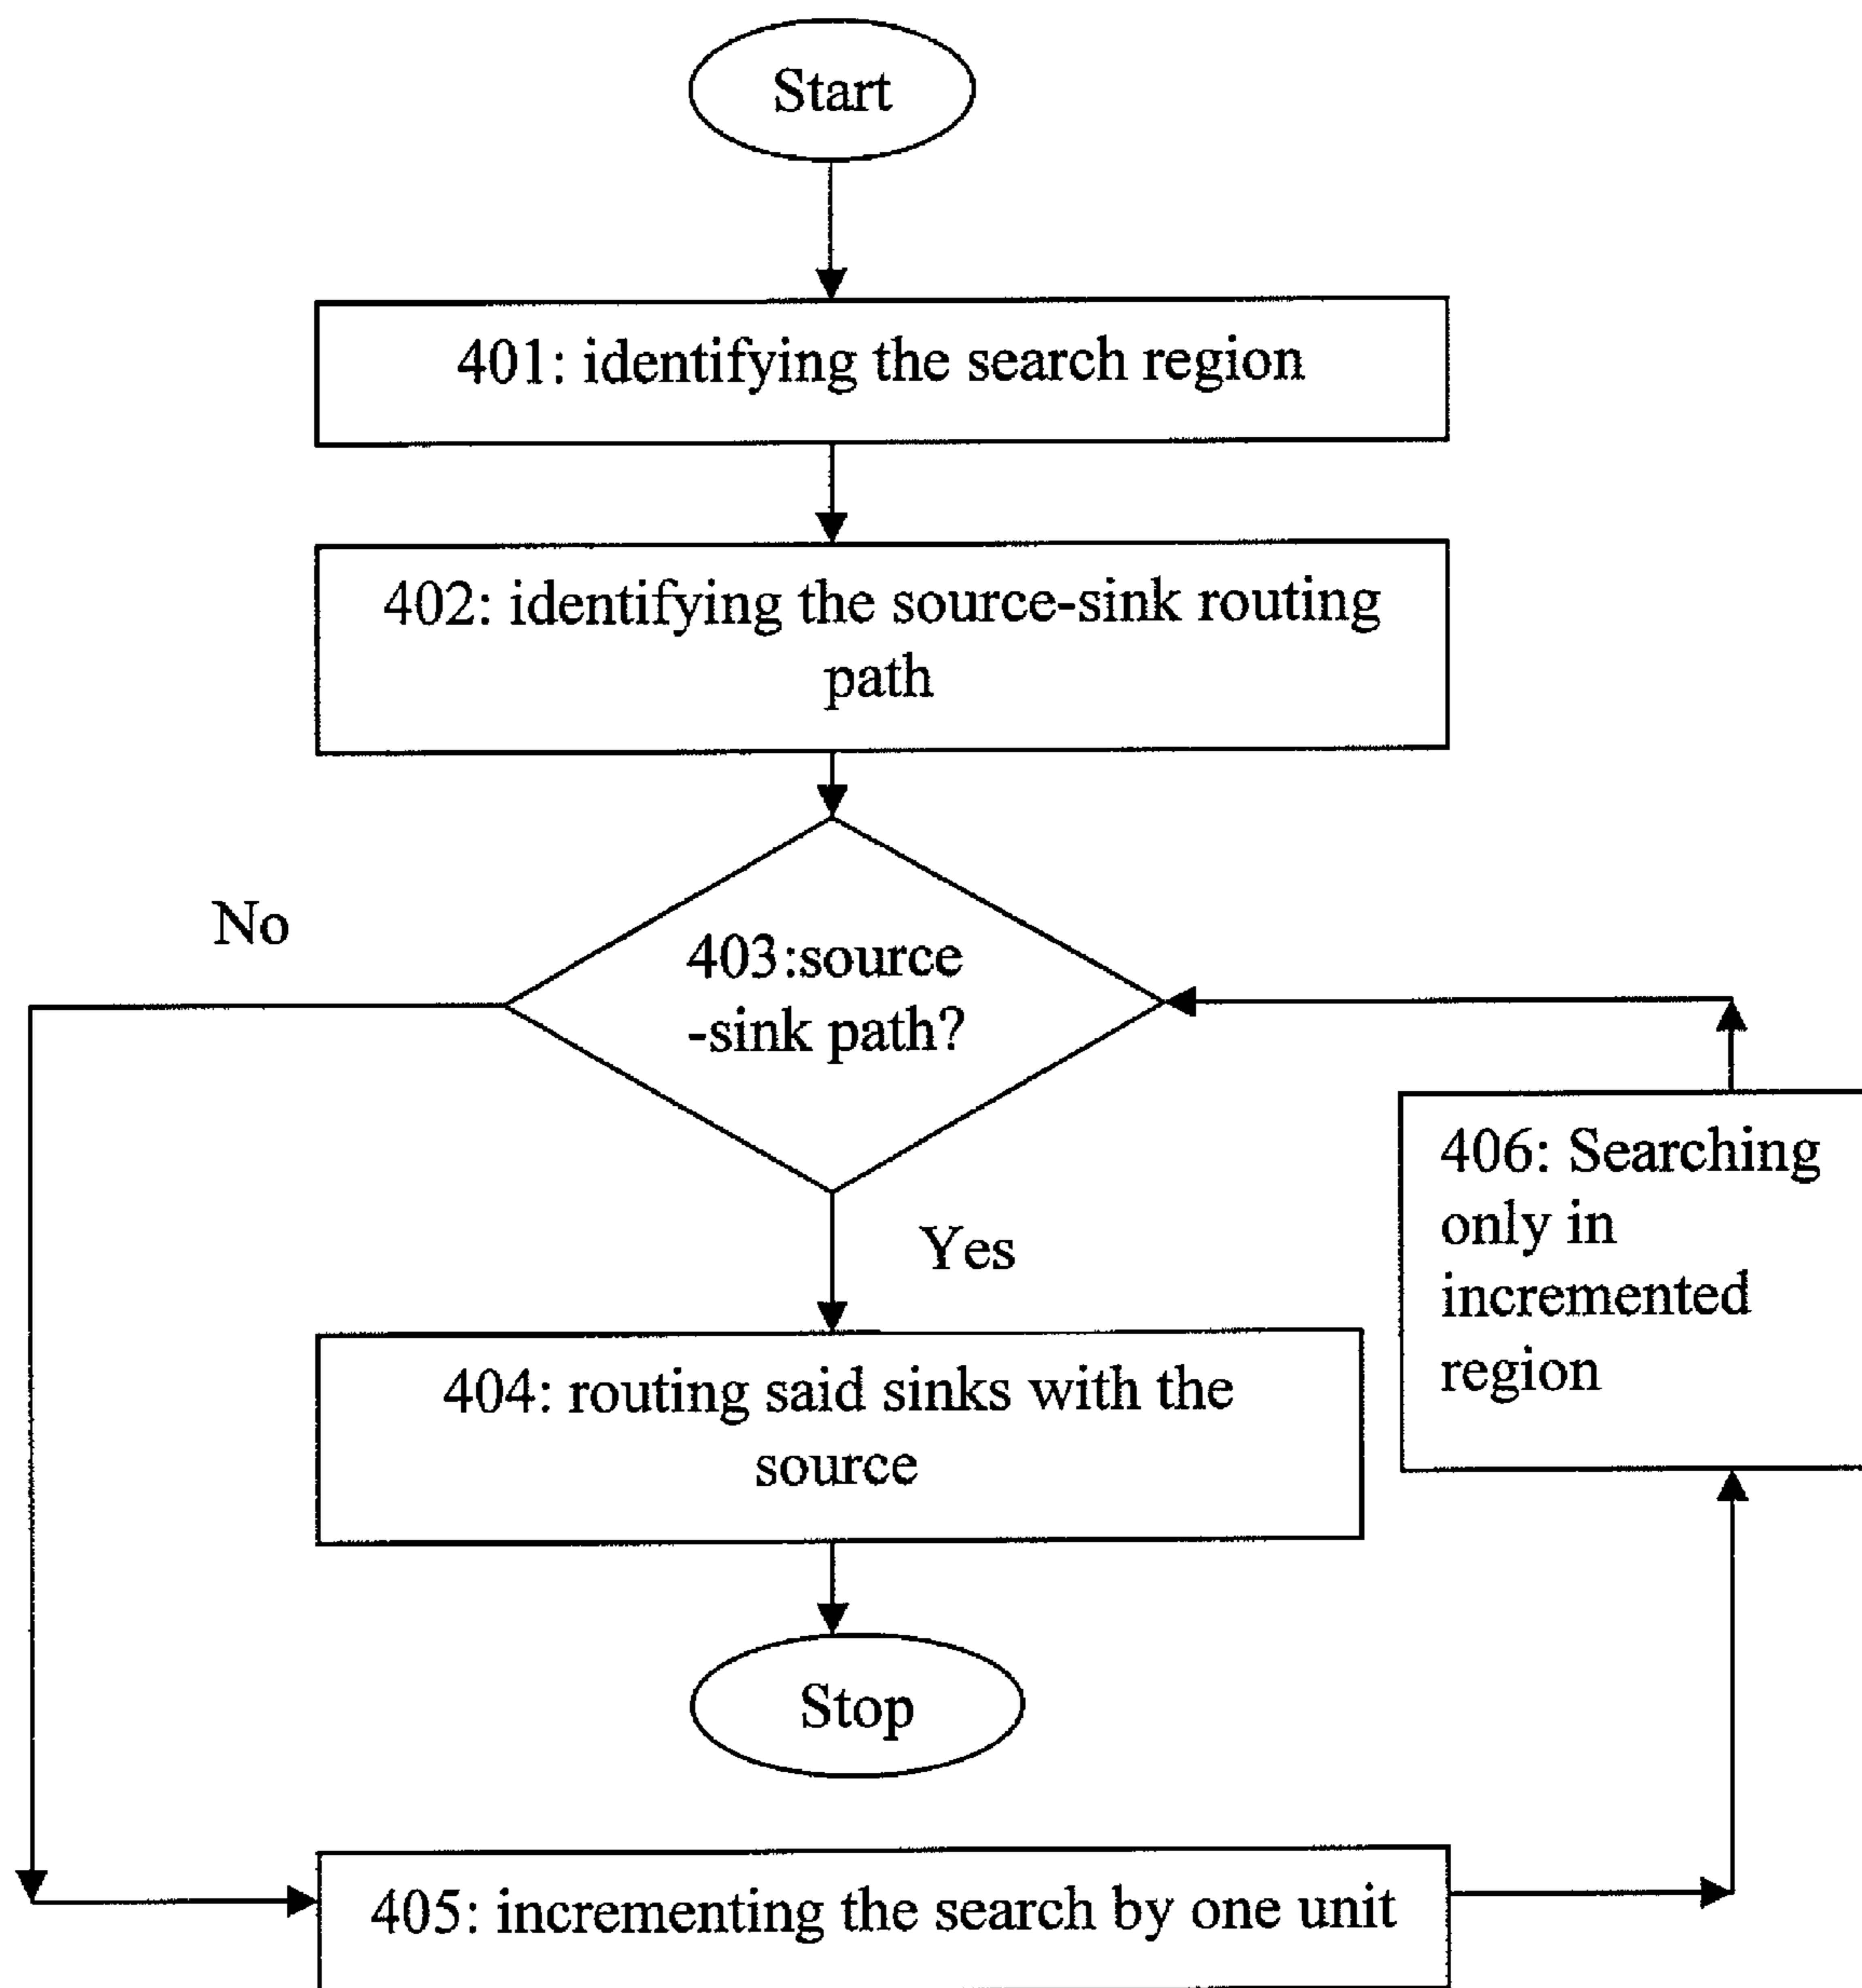 Start
401: identifying the search region
402: identifying the source-sink routing
path
No
403:source
-sink path?
Yes
406: Searching
only in
incremented
region
404: routing said sinks with the
source
Stop
405: incrementing the search by one unit